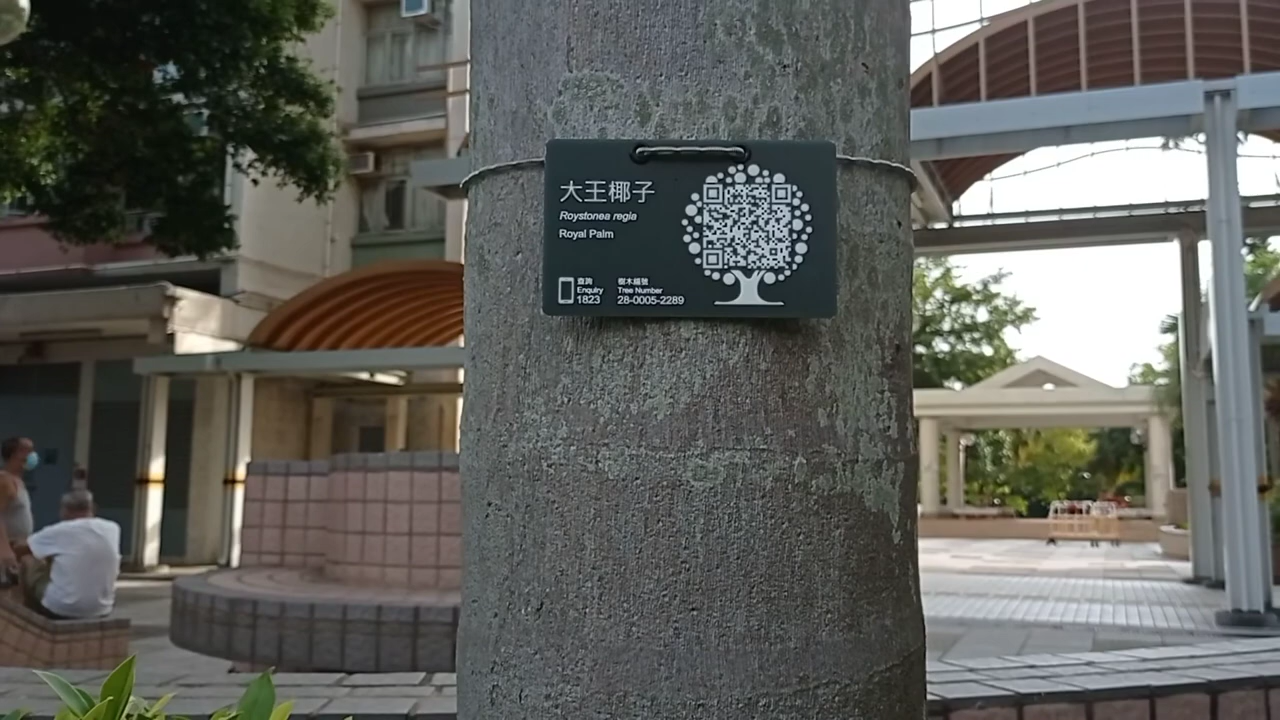 大王椰子
Roystonea regia
Royal Palm
查詢
Enquiry
1823
樹木編號
Tree Number
28-0005-2289